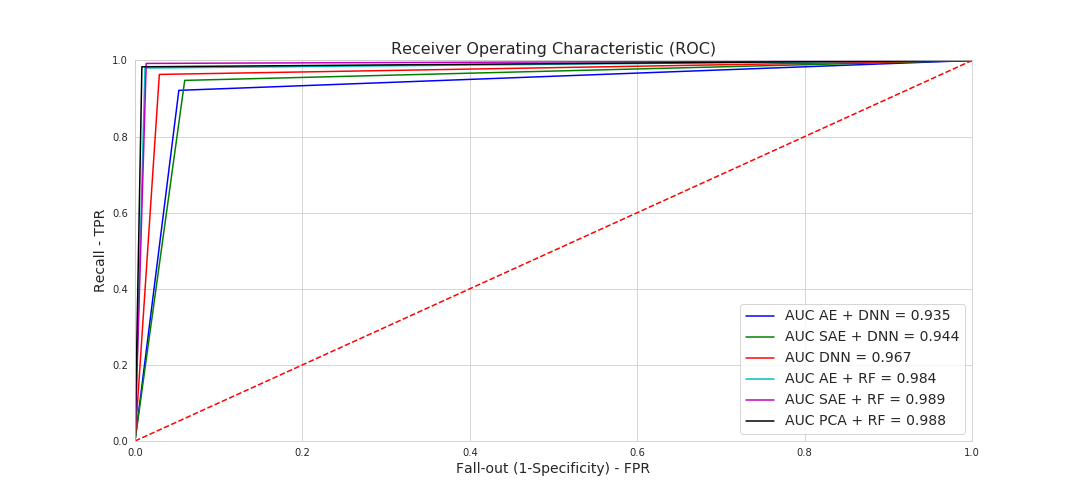 Receiver Operating Characteristic (ROC)
1.0
0.8
0.6
0.4
0.2
0.0
Recall - TPR
AUC AE + DNN = 0.935
AUC SAE + DNN = 0.944
AUC DNN = 0.967
AUC AE + RF = 0.984
AUC SAE + RF = 0.989
AUC PCA + RF = 0.988
0.0 0.2 0.4 0.6 0.8 1.0
Fall-out (1-Specificity) - FPR